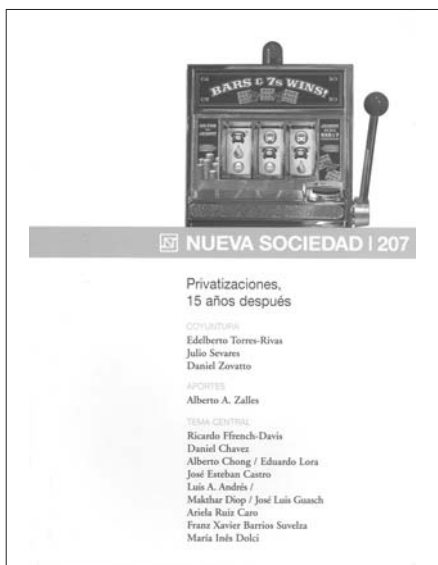 BARS & 7s WINS!
NUEVA SOCIEDAD | 207
Privatizaciones,
15 años después
COYUNTURA
Edelberto Torres-Rivas
Julio Sevares
Daniel Zovatto
APORTES
Alberto A. Zalles
TEMA CENTRAL
Ricardo Ffrench-Davis
Daniel Chavez
Alberto Chong / Eduardo Lora
José Esteban Castro
Luis A. Andrés /
Makthar Diop / José Luis Guasch
Ariela Ruiz Caro
Franz Xavier Barrios Suvelza
María Inés Dolci